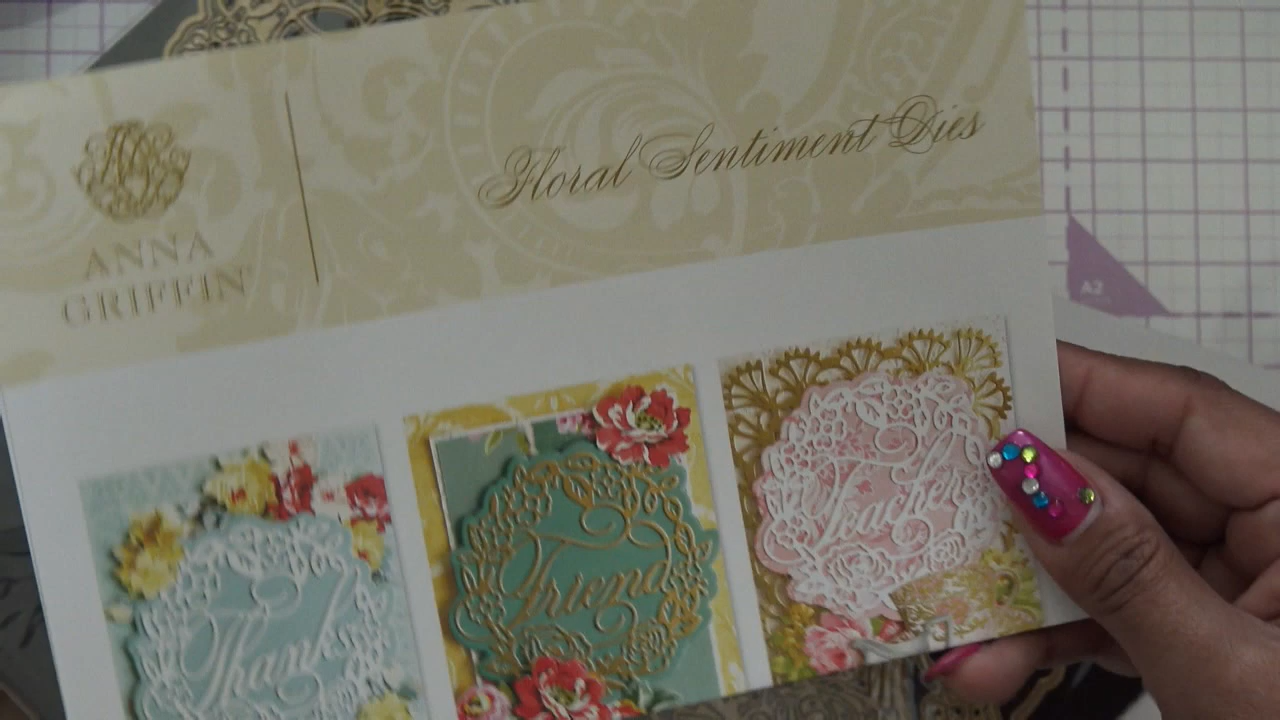 Floral Sentiment Dies
ANNA
GRIFFIN
A2
Thanks
Friend
Teacher